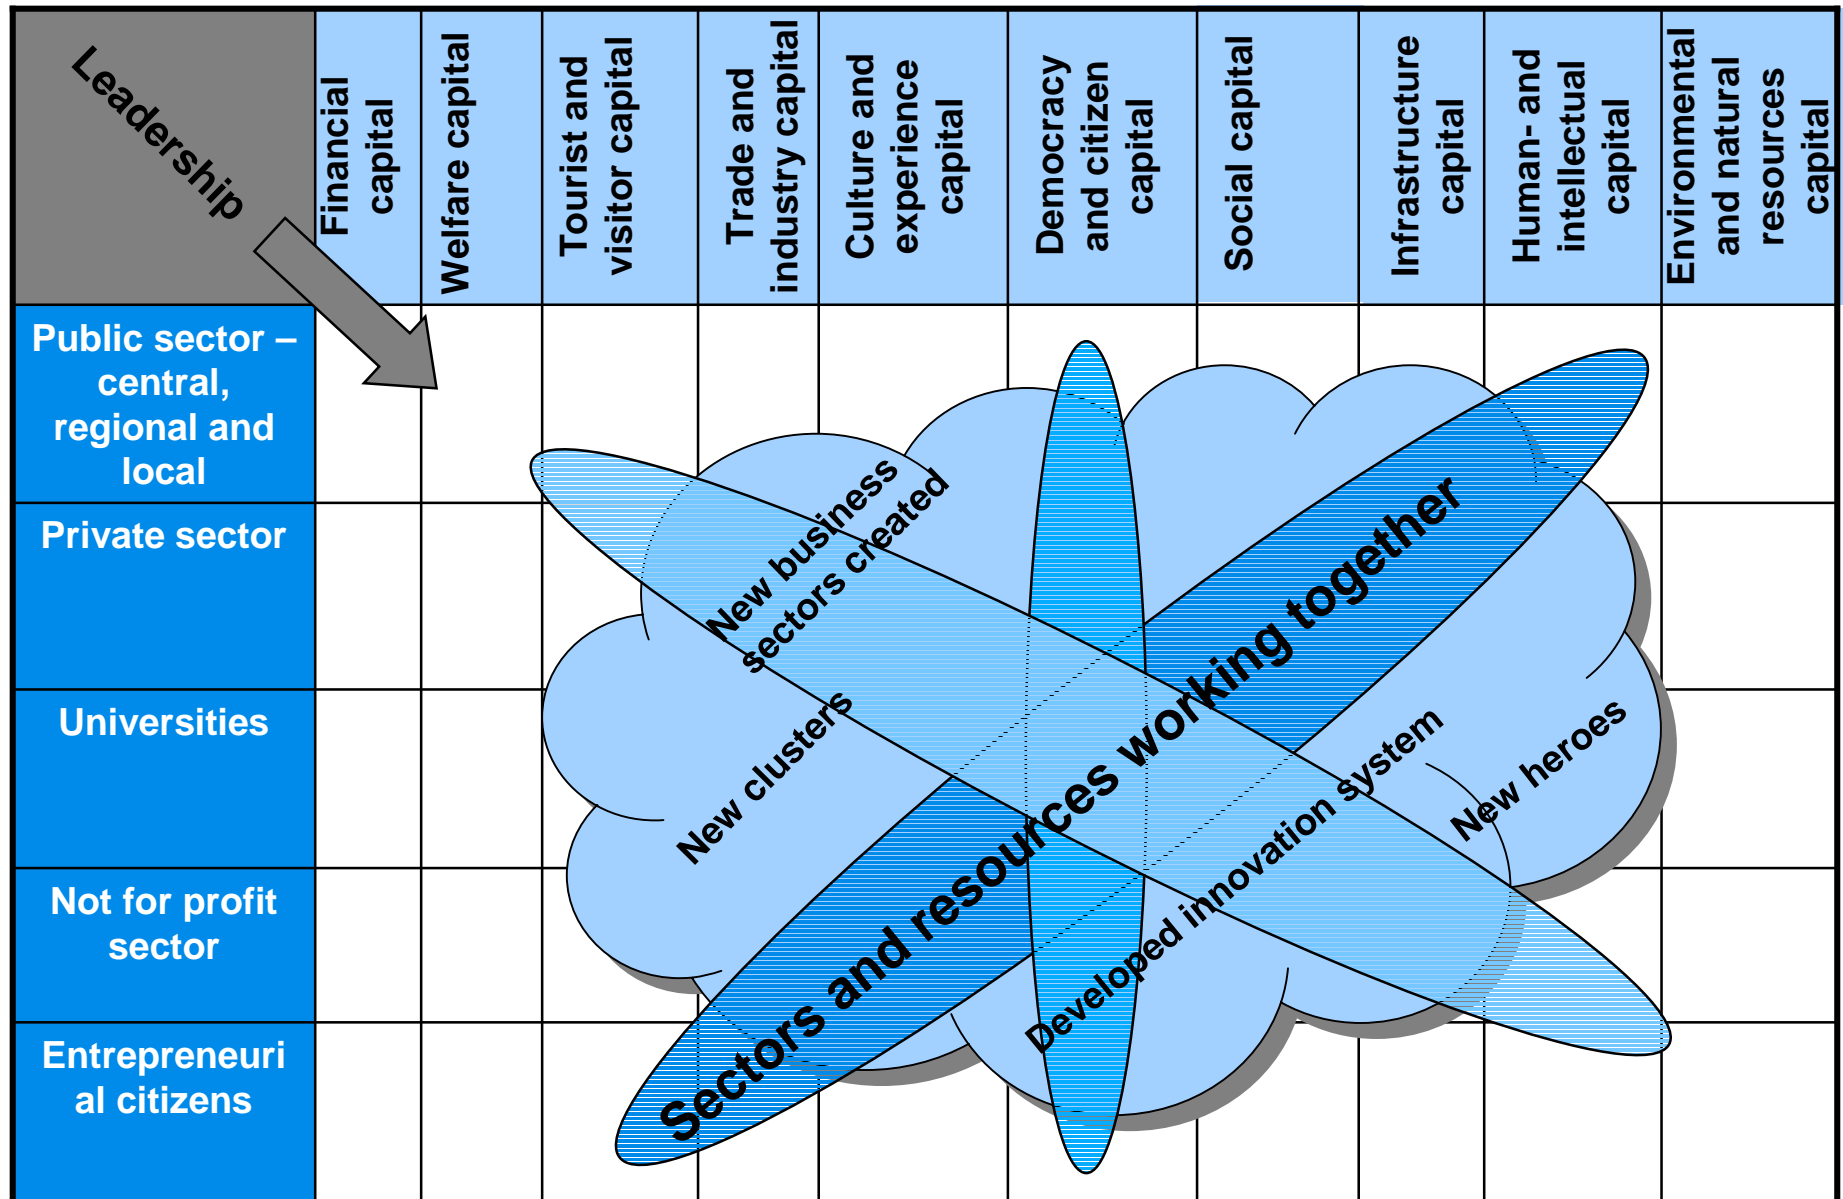 Leadership
Financial
capital
Welfare capital
Tourist and
visitor capital
Trade and
industry capital
Culture and
experience
capital
Democracy
and citizen
capital
Social capital
Infrastructure
capital
Human- and
intellectual
capital
Environmental
and natural
resources
capital
Public sector –
central,
regional and
local
Private sector
Universities
Not for profit
sector
Entrepreneuri
al citizens
New business
sectors created
New clusters
Sectors and resources working together
Developed innovation system
New heroes